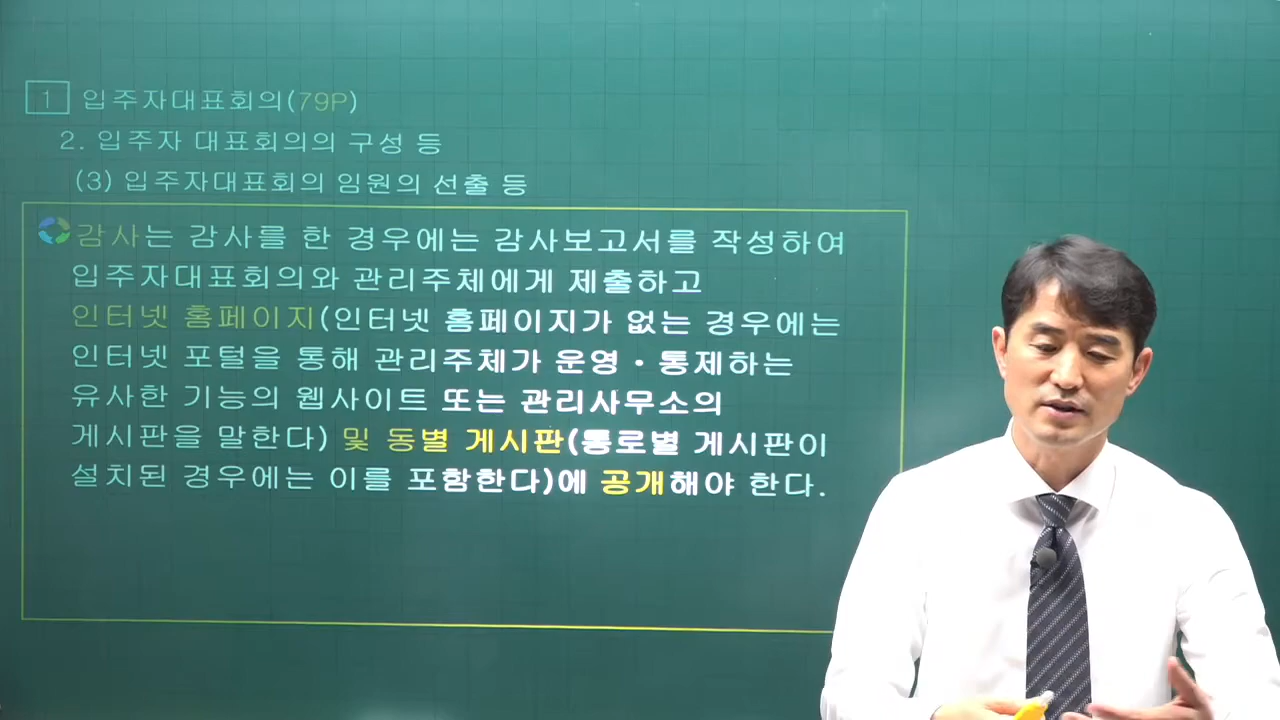 1 입주자대표회의(79P)
2. 입주자 대표회의의 구성 등
(3) 입주자대표회의 임원의 선출 등
감사는 감사를 한 경우에는 감사보고서를 작성하여
입주자대표회의와 관리주체에게 제출하고
인터넷 홈페이지(인터넷 홈페이지가 없는 경우에는
인터넷 포털을 통해 관리주체가 운영·통제하는
유사한 기능의 웹사이트 또는 관리사무소의
게시판을 말한다) 및 동별 게시판(통로별 게시판이
설치된 경우에는 이를 포함한다)에 공개해야 한다.